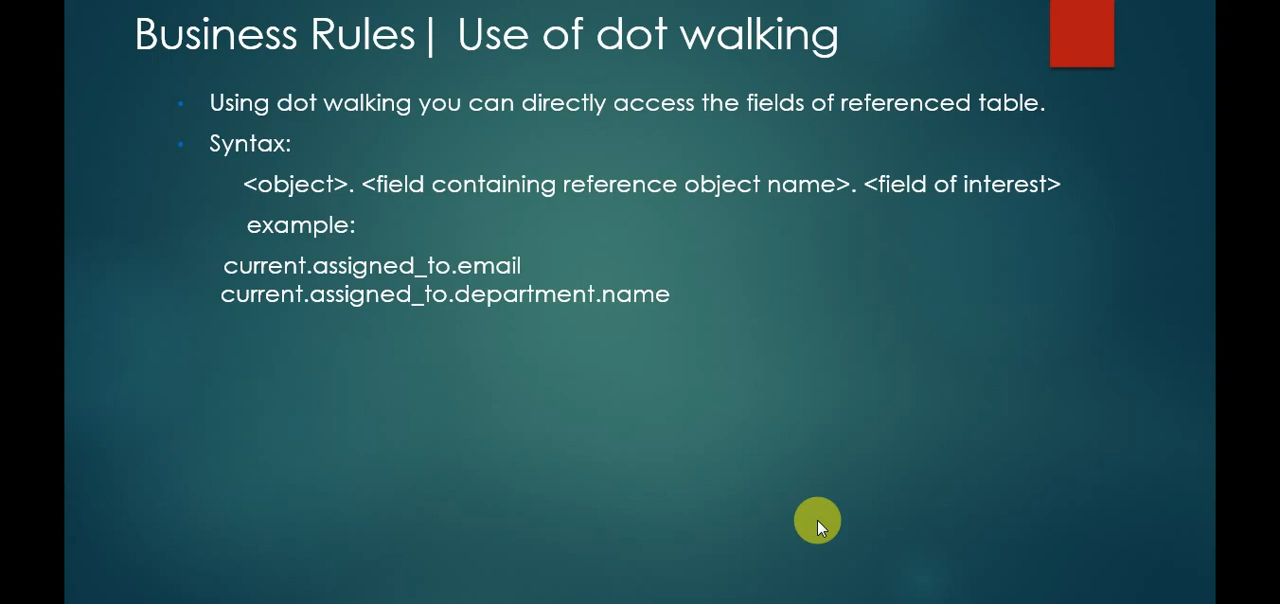 Business Rules| Use of dot walking
• Using dot walking you can directly access the fields of referenced table.
• Syntax:
<object>. <field containing reference object name>. <field of interest>
example:
current.assigned_to.email
current.assigned_to.department.name